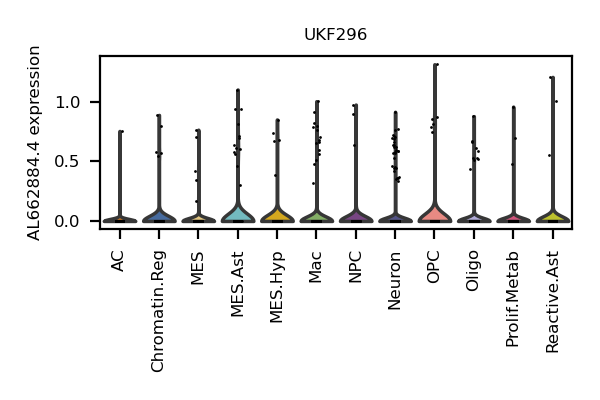 UKF296
AL662884.4 expression
1.0
0.5
0.0
AC
Chromatin.Reg
MES
MES.Ast
MES.Hyp
Mac
NPC
Neuron
OPC
Oligo
Prolif.Metab
Reactive.Ast